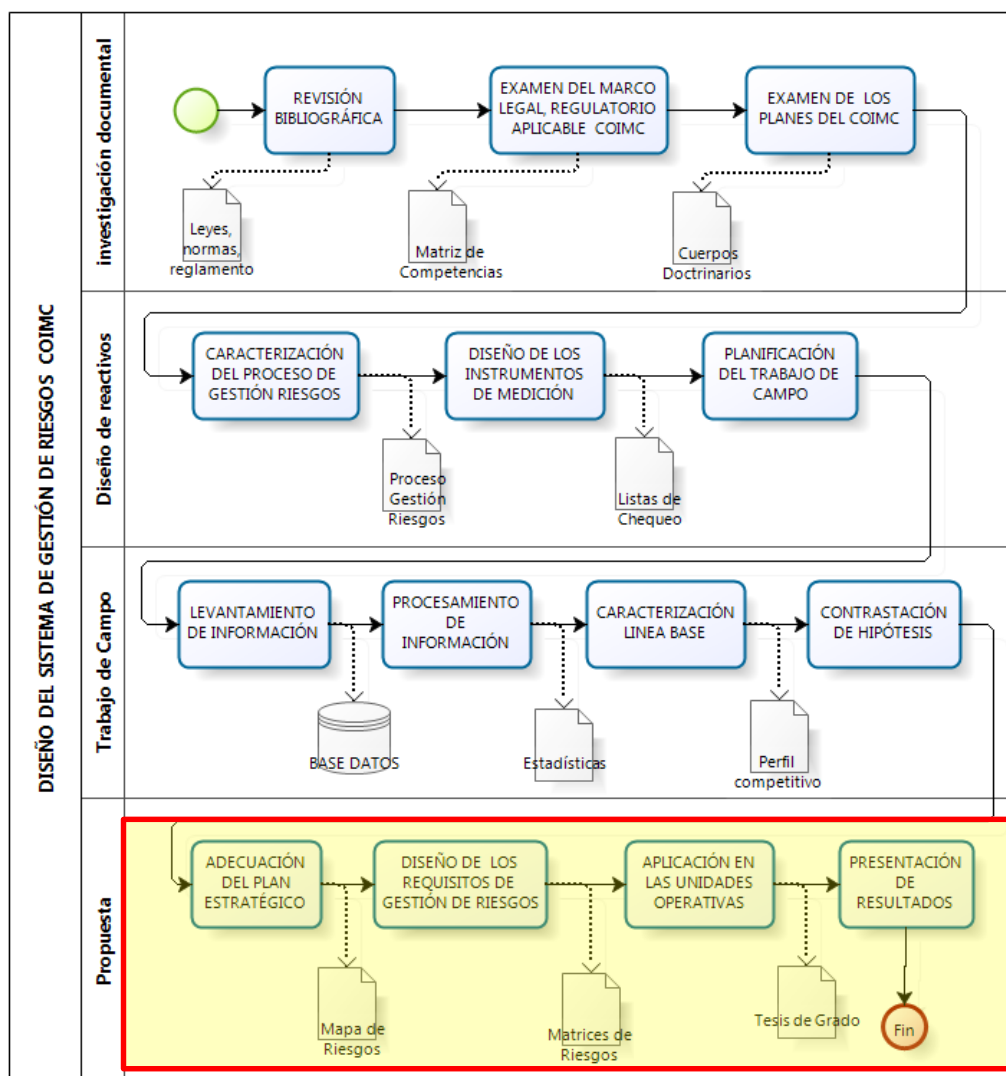 DISEÑO DEL SISTEMA DE GESTIÓN DE RIESGOS COIMC
investigación documental
REVISIÓN
BIBLIOGRÁFICA
EXAMEN DEL MARCO
LEGAL, REGULATORIO
APLICABLE COIMC
EXAMEN DE LOS
PLANES DEL COIMC
Leyes,
normas,
reglamento
Matriz de
Competencias
Cuerpos
Doctrinarios
Diseño de reactivos
CARACTERIZACIÓN
DEL PROCESO DE
GESTIÓN RIESGOS
DISEÑO DE LOS
INSTRUMENTOS
DE MEDICIÓN
PLANIFICACIÓN
DEL TRABAJO DE
CAMPO
Proceso
Gestión
Riesgos
Listas de
Chequeo
Trabajo de Campo
LEVANTAMIENTO
DE INFORMACIÓN
PROCESAMIENTO
DE
INFORMACIÓN
CARACTERIZACIÓN
LINEA BASE
CONTRASTACIÓN
DE HIPÓTESIS
BASE DATOS
Estadísticas
Perfil
competitivo
Propuesta
ADECUACIÓN
DEL PLAN
ESTRATÉGICO
DISEÑO DE LOS
REQUISITOS DE
GESTIÓN DE RIESGOS
APLICACIÓN EN
LAS UNIDADES
OPERATIVAS
PRESENTACIÓN
DE
RESULTADOS
Mapa de
Riesgos
Matrices de
Riesgos
Tesis de Grado
Fin